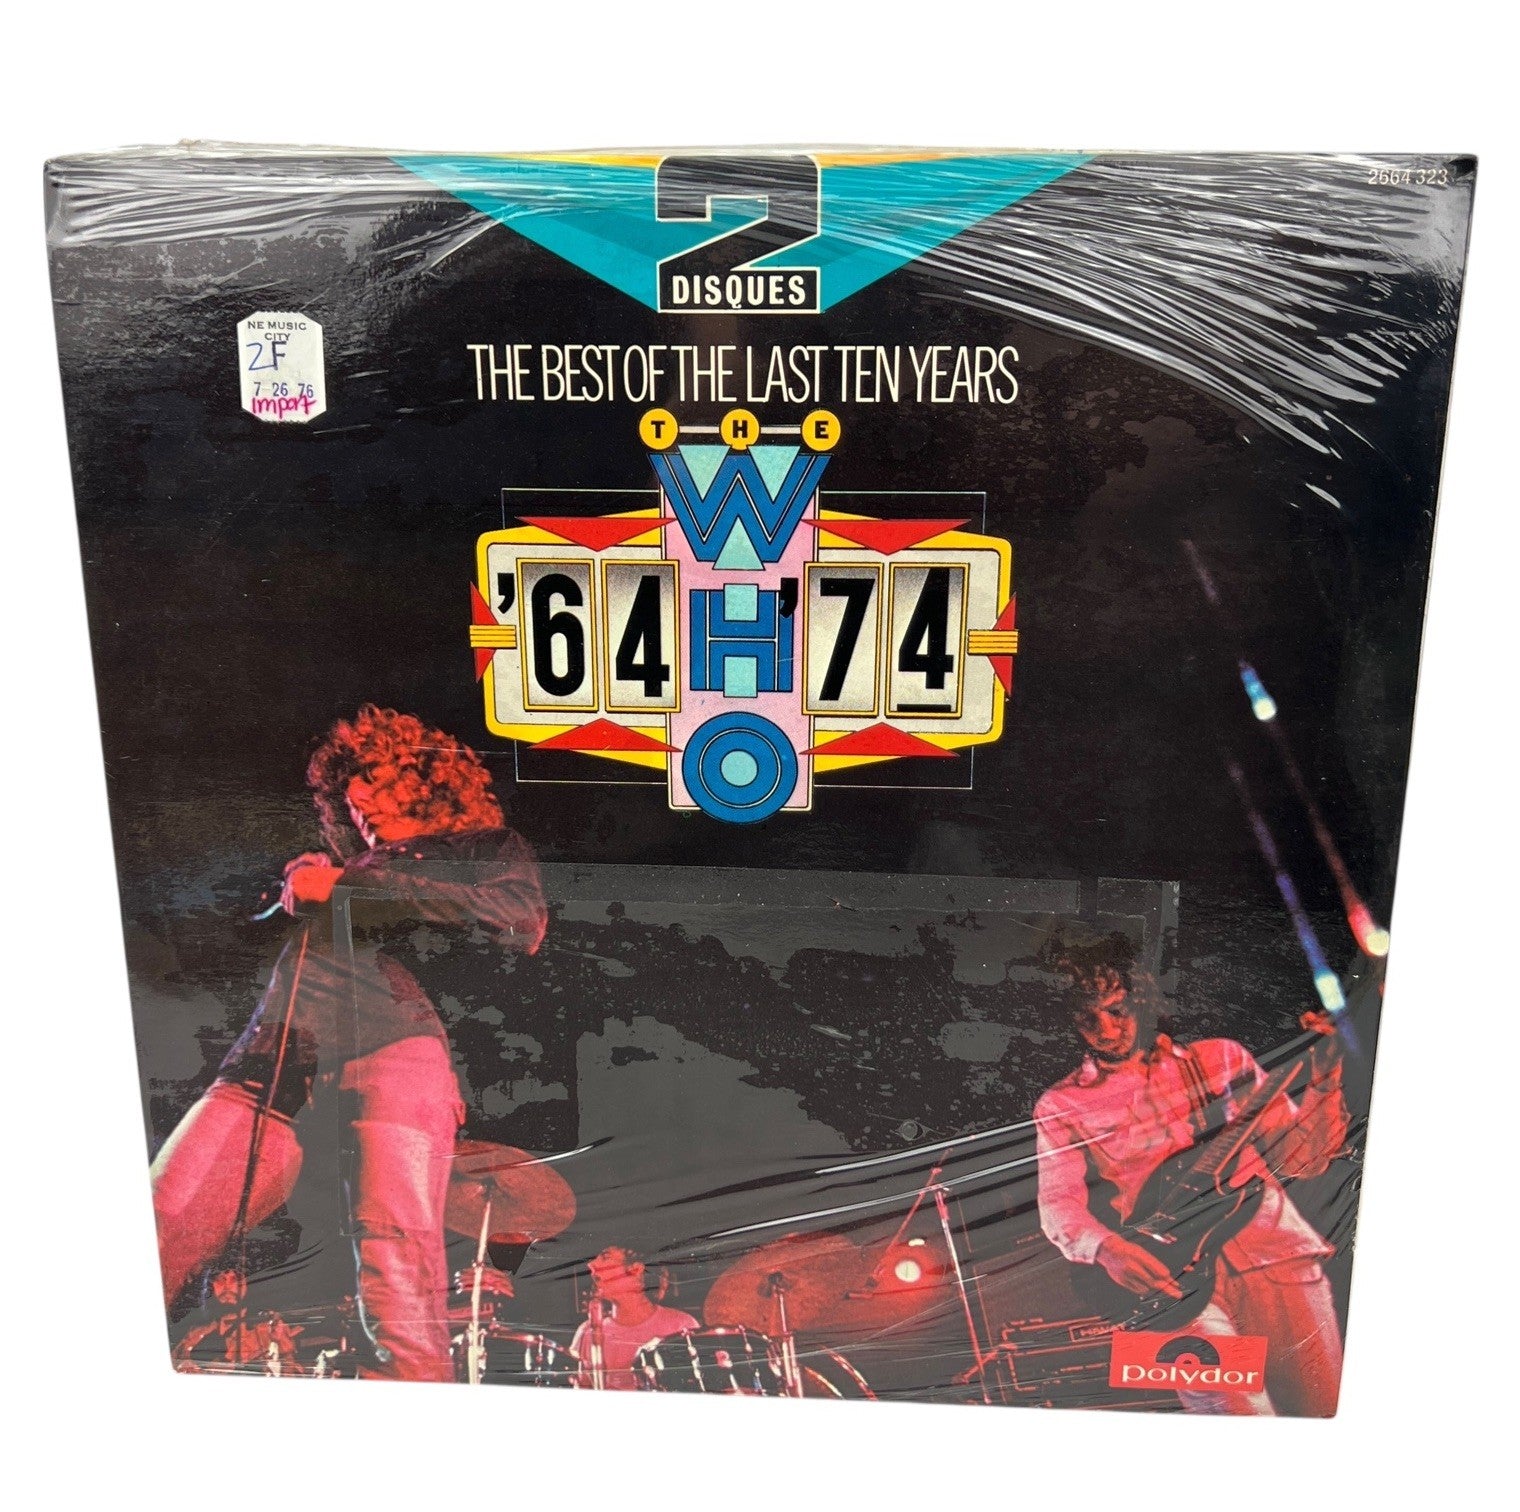 2
DISQUES
2664 323
NE MUSIC
CITY
2F
7 26 76
import
THE BEST OF THE LAST TEN YEARS
THE
WHO
'64 '74
polydor